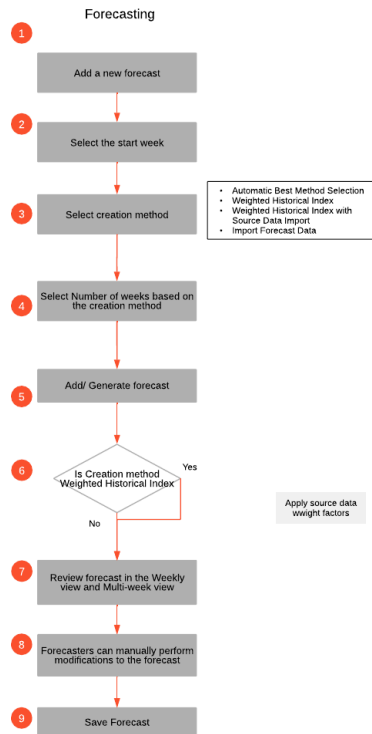 Forecasting
1
Add a new forecast
2
Select the start week
3
Select creation method
• Automatic Best Method Selection
• Weighted Historical Index
• Weighted Historical Index with
Source Data Import
• Import Forecast Data
4
Select Number of weeks based on
the creation method
5
Add/ Generate forecast
6
Is Creation method
Weighted Historical Index
Yes
No
Apply source data
wwight factors
7
Review forecast in the Weekly
view and Multi-week view
8
Forecasters can manually perform
modifications to the forecast
9
Save Forecast